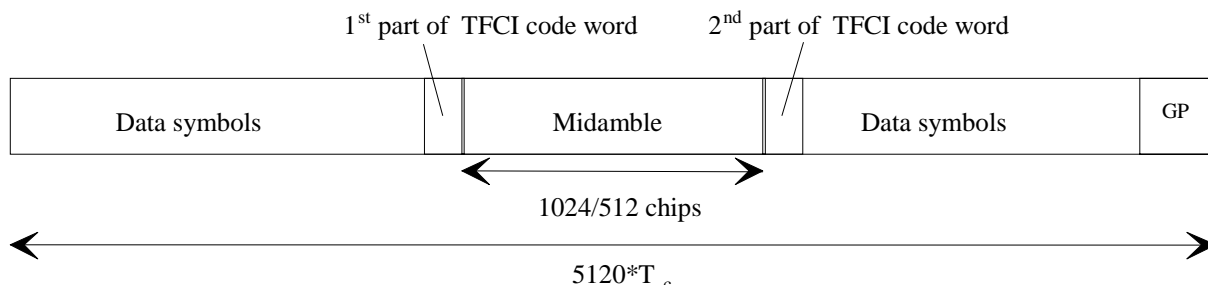 1st part of TFCI code word
2nd part of TFCI code word
Data symbols
Midamble
Data symbols
GP
1024/512 chips
5120*Tc